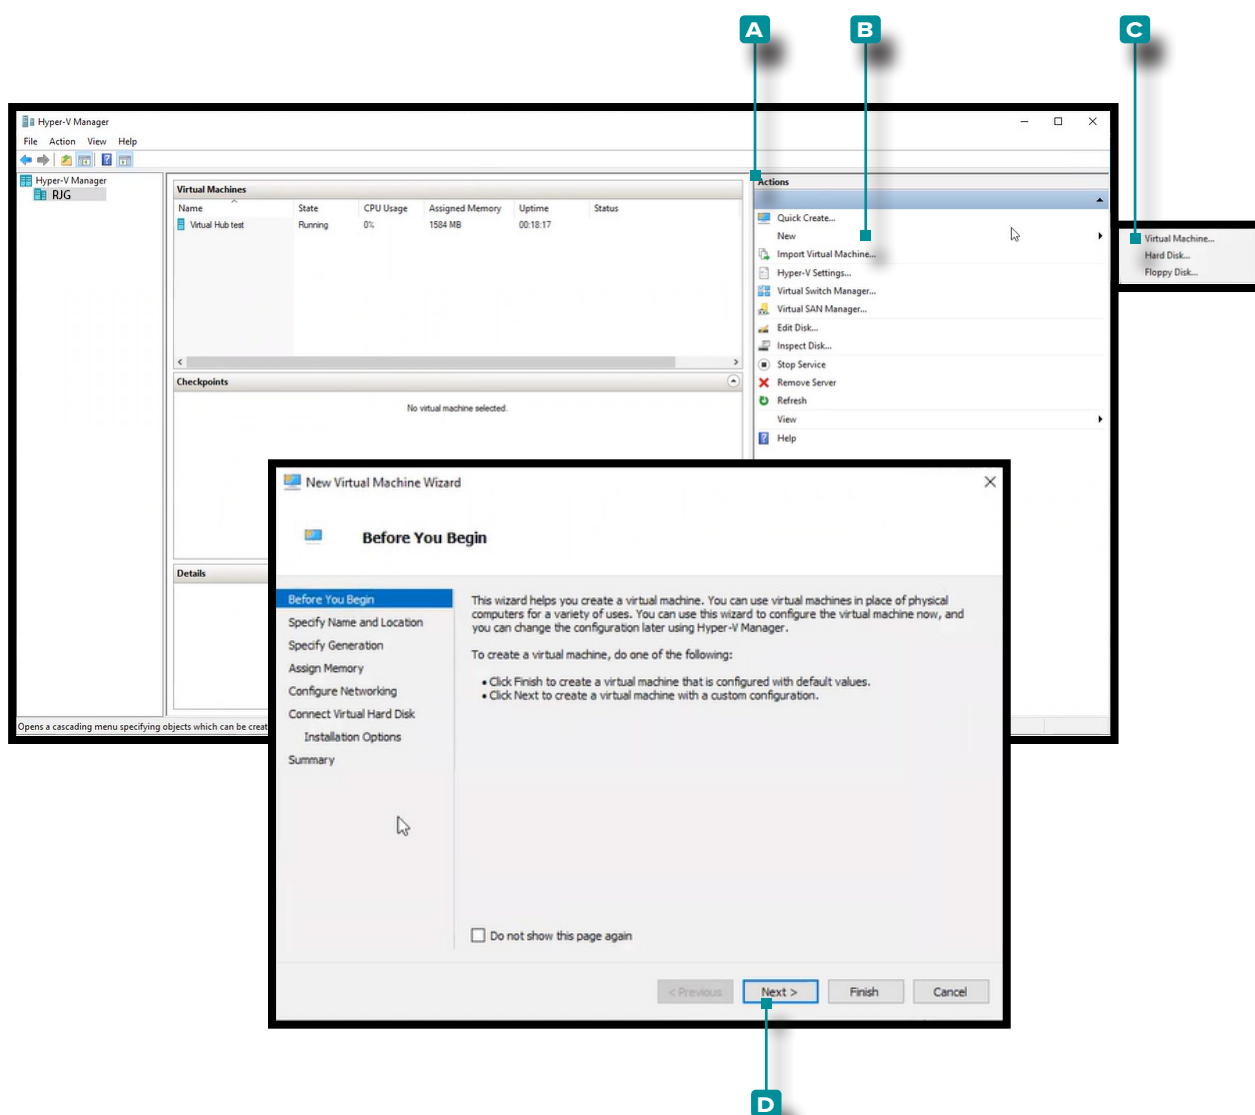 A
B
C
Hyper-V Manager
File Action View Help
Hyper-V Manager
RJG
Virtual Machines
Name State CPU Usage Assigned Memory Uptime Status
Virtual Hub test Running 0% 1584 MB 00:18:17
Checkpoints
No virtual machine selected.
Details
Actions
Quick Create...
New
Import Virtual Machine...
Hyper-V Settings...
Virtual Switch Manager...
Virtual SAN Manager...
Edit Disk...
Inspect Disk...
Stop Service
Remove Server
Refresh
View
Help
Virtual Machine...
Hard Disk...
Floppy Disk...
Opens a cascading menu specifying objects which can be creat
New Virtual Machine Wizard
Before You Begin
Before You Begin
Specify Name and Location
Specify Generation
Assign Memory
Configure Networking
Connect Virtual Hard Disk
Installation Options
Summary
This wizard helps you create a virtual machine. You can use virtual machines in place of physical
computers for a variety of uses. You can use this wizard to configure the virtual machine now, and
you can change the configuration later using Hyper-V Manager.
To create a virtual machine, do one of the following:
• Click Finish to create a virtual machine that is configured with default values.
• Click Next to create a virtual machine with a custom configuration.
Do not show this page again
< Previous Next > Finish Cancel
D